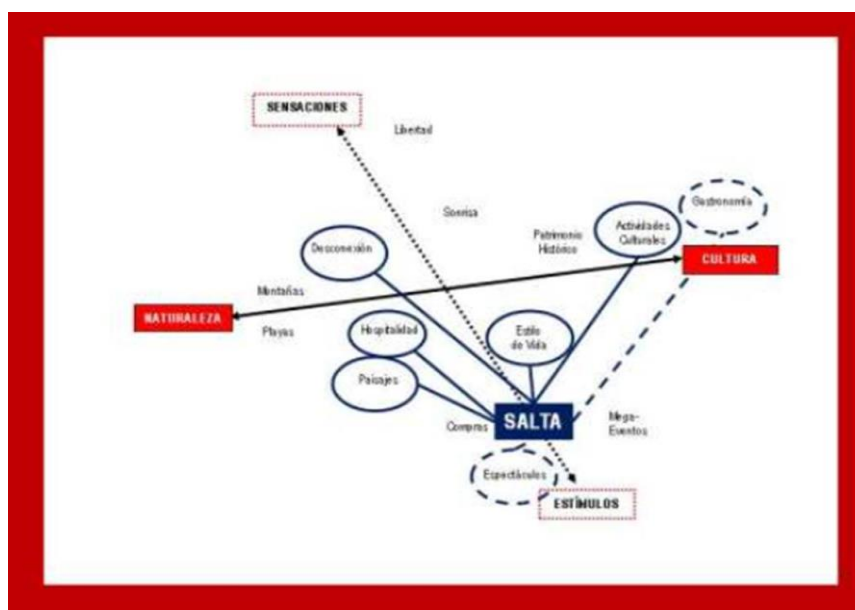 SENSACIONES
Libertad
Gastronomía
Sonrisa
Actividades
Culturales
Patrimonio
Histórico
Desconexión
CULTURA
Montañas
NATURALEZA
Playas
Hospitalidad
Estilo
de Vida
Paisajes
SALTA
Compras
Mega-
Eventos
Espectáculos
ESTÍMULOS